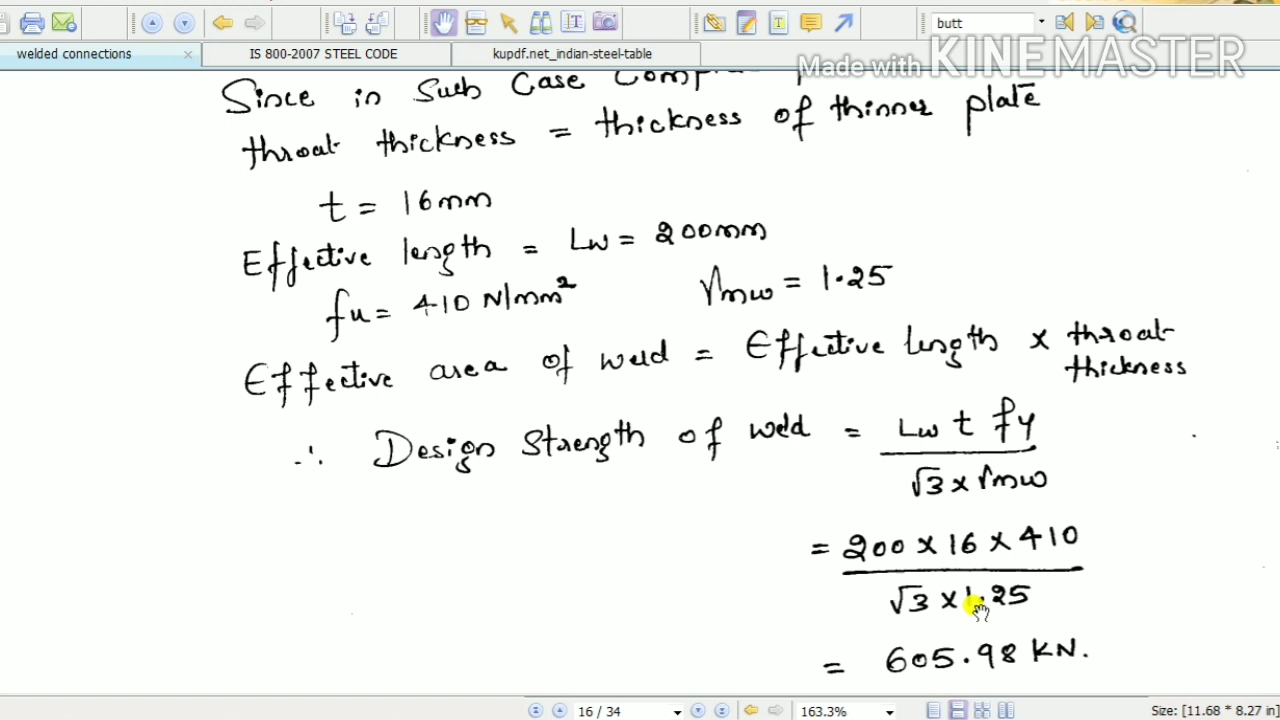 butt
welded connections × IS 800-2007 STEEL CODE kupdf.net_indian-steel-table
Made with KINEMASTER
Since in Such Case
throat thickness = thickness of thinner plate
t = 16mm
Effective length = Lw = 200mm
fu = 410 N/mm² γmw = 1.25
Effective area of weld = Effective length × throat
thickness
∴ Design Strength of weld = Lw t fy
√3 × γmw
= 200 × 16 × 410
√3 × 1.25
= 605.98 KN.
16 / 34 163.3% Size: [11.68 * 8.27 in]